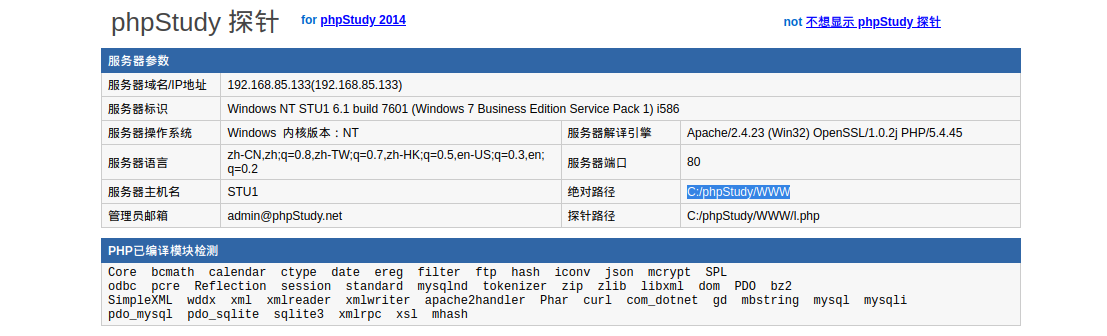 phpStudy 探针 for phpStudy 2014 not 不想显示 phpStudy 探针
服务器参数
服务器域名/IP地址 192.168.85.133(192.168.85.133)
服务器标识 Windows NT STU1 6.1 build 7601 (Windows 7 Business Edition Service Pack 1) i586
服务器操作系统 Windows 内核版本：NT 服务器解译引擎 Apache/2.4.23 (Win32) OpenSSL/1.0.2j PHP/5.4.45
服务器语言 zh-CN,zh;q=0.8,zh-TW;q=0.7,zh-HK;q=0.5,en-US;q=0.3,en;
q=0.2 服务器端口 80
服务器主机名 STU1 绝对路径 C:/phpStudy/WWW
管理员邮箱 admin@phpStudy.net 探针路径 C:/phpStudy/WWW/l.php
PHP已编译模块检测
Core bcmath calendar ctype date ereg filter ftp hash iconv json mcrypt SPL
odbc pcre Reflection session standard mysqlnd tokenizer zip zlib libxml dom PDO bz2
SimpleXML wddx xml xmlreader xmlwriter apache2handler Phar curl com_dotnet gd mbstring mysql mysqli
pdo_mysql pdo_sqlite sqlite3 xmlrpc xsl mhash